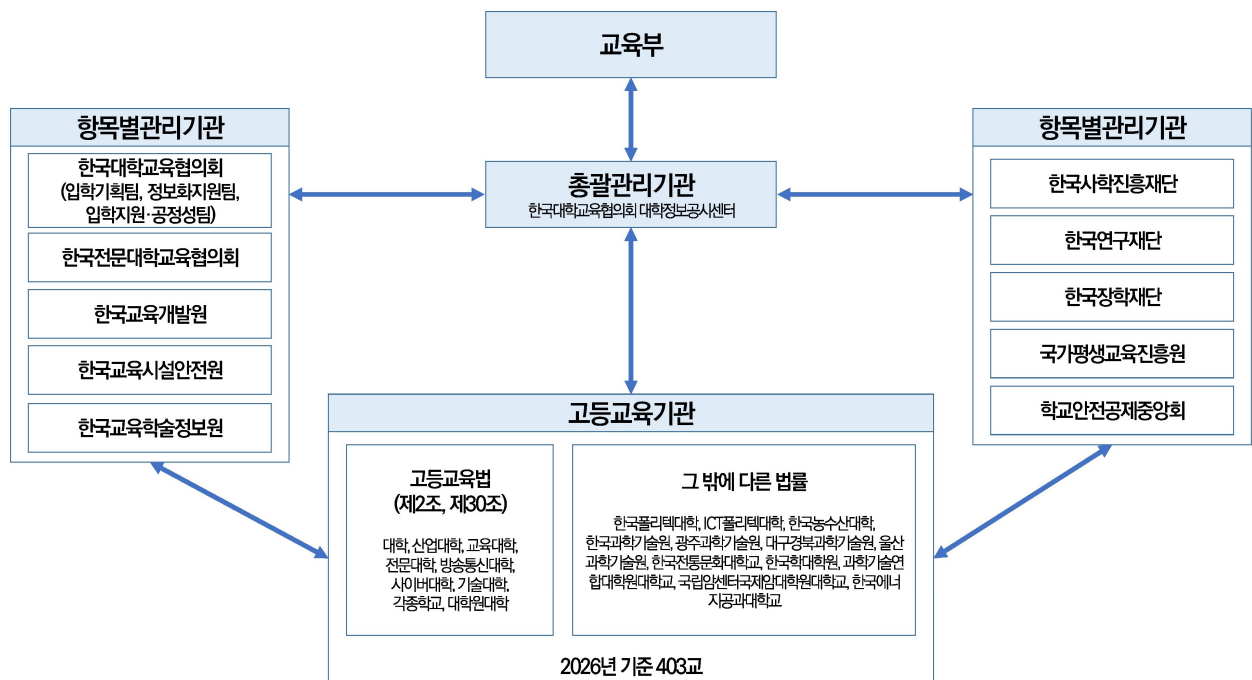 교육부
항목별관리기관
한국대학교육협의회
(입학기획팀, 정보화지원팀,
입학지원·공정성팀)
한국전문대학교육협의회
한국교육개발원
한국교육시설안전원
한국교육학술정보원
총괄관리기관
한국대학교육협의회 대학정보공시센터
항목별관리기관
한국사학진흥재단
한국연구재단
한국장학재단
국가평생교육진흥원
학교안전공제중앙회
고등교육기관
고등교육법
(제2조, 제30조)
대학, 산업대학, 교육대학,
전문대학, 방송통신대학,
사이버대학, 기술대학,
각종학교, 대학원대학
그 밖에 다른 법률
한국폴리텍대학, ICT폴리텍대학, 한국농수산대학,
한국과학기술원, 광주과학기술원, 대구경북과학기술원, 울산
과학기술원, 한국전통문화대학교, 한국학대학원, 과학기술연
합대학원대학교, 국립암센터국제암대학원대학교, 한국에너
지공과대학교
2026년 기준 403교